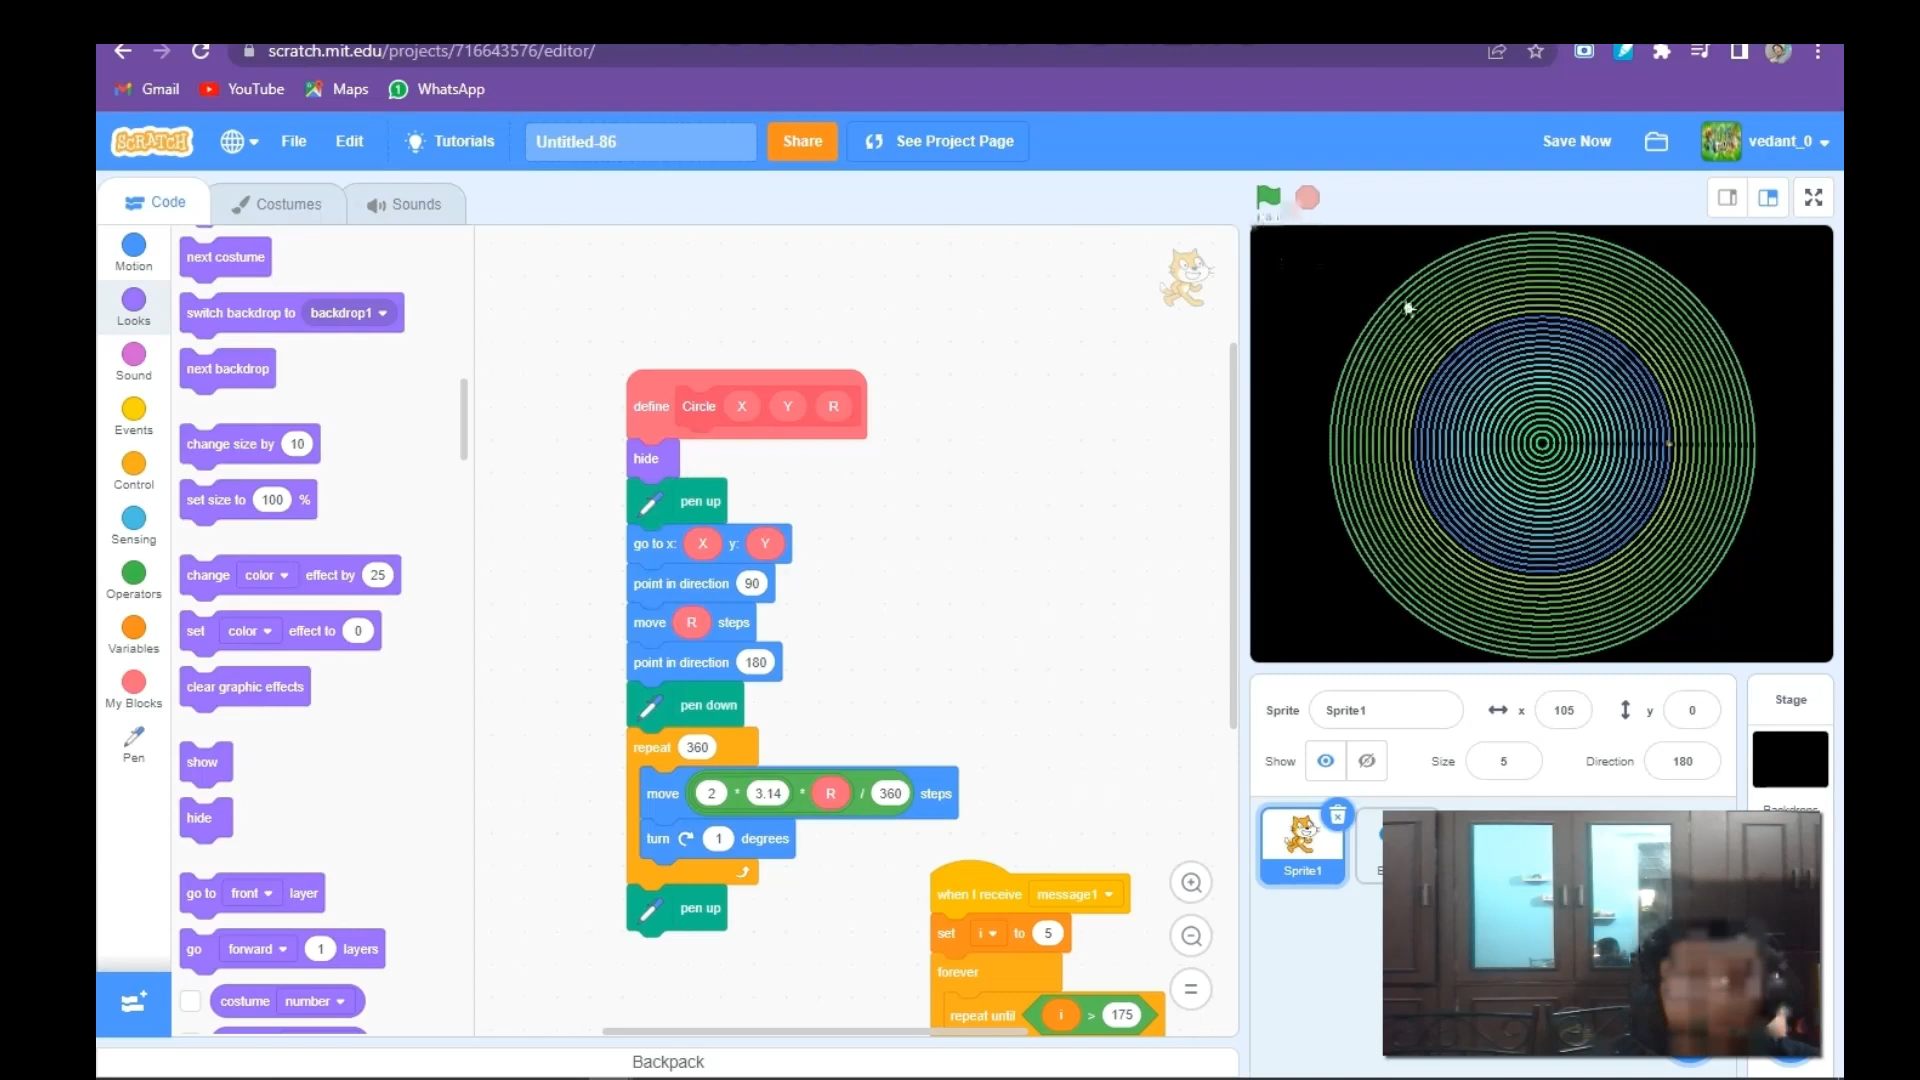 scratch.mit.edu/projects/716643576/editor/
Gmail YouTube Maps 1 WhatsApp
SCRATCH File Edit Tutorials Untitled-86 Share See Project Page Save Now vedant_0
Code Costumes Sounds
Motion
Looks
Sound
Events
Control
Sensing
Operators
Variables
My Blocks
Pen
next costume
switch backdrop to backdrop1
next backdrop
change size by 10
set size to 100 %
change color effect by 25
set color effect to 0
clear graphic effects
show
hide
go to front layer
go forward 1 layers
costume number
define Circle X Y R
hide
pen up
go to x: X y: Y
point in direction 90
move R steps
point in direction 180
pen down
repeat 360
move 2 * 3.14 * R / 360 steps
turn 1 degrees
pen up
when I receive message1
set i to 5
forever
repeat until i > 175
Sprite Sprite1 x 105 y 0
Show Size 5 Direction 180
Sprite1
Stage
Backdrops
Backpack